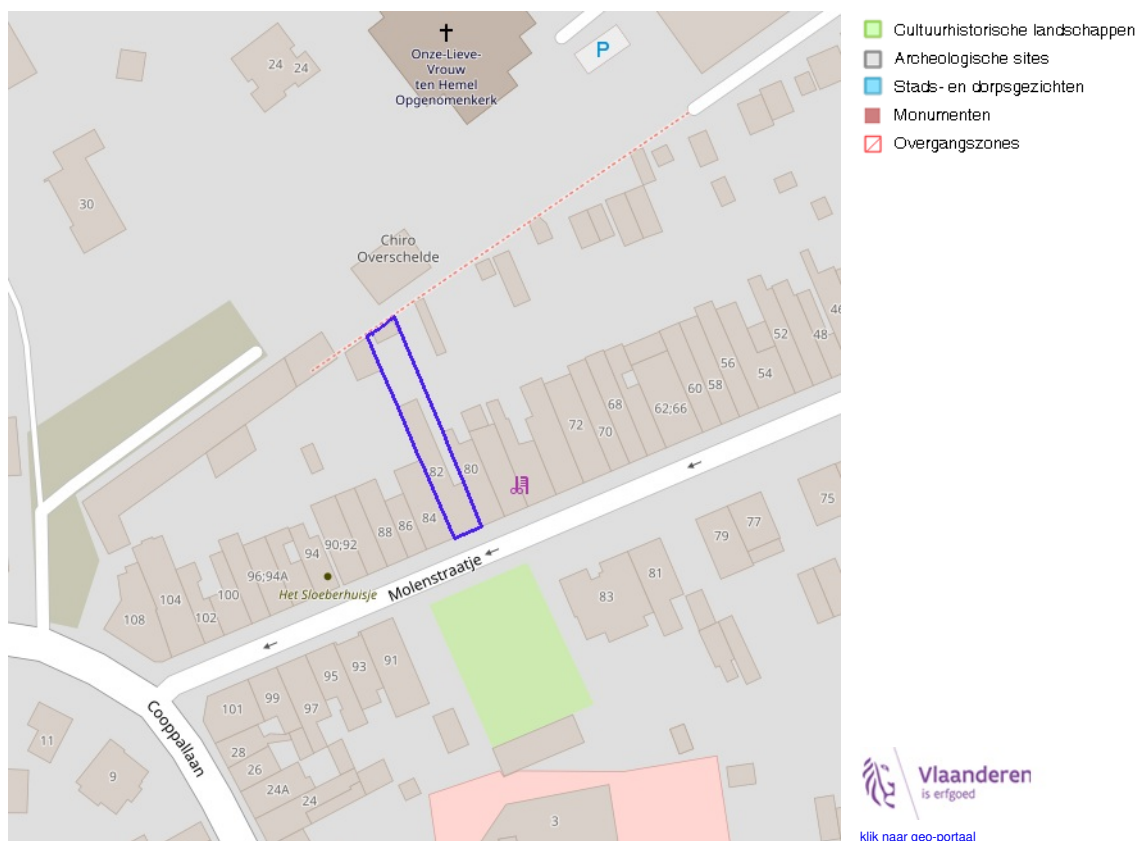 Onze-Lieve-
Vrouw
ten Hemel
Opgenomenkerk
P
24
24
30
Chiro
Overschelde
46
52
48
56
54
60
58
62;66
68
70
72
80
82
84
86
88
90;92
94
96;94A
100
102
104
108
Het Sloeberhuisje
Molenstraatje
75
77
79
81
83
91
93
95
97
99
101
28
26
24A
24
11
9
3
Cooppallaan
Cultuurhistorische landschappen
Archeologische sites
Stads- en dorpsgezichten
Monumenten
Overgangszones
Vlaanderen
is erfgoed
klik naar geo-portaal